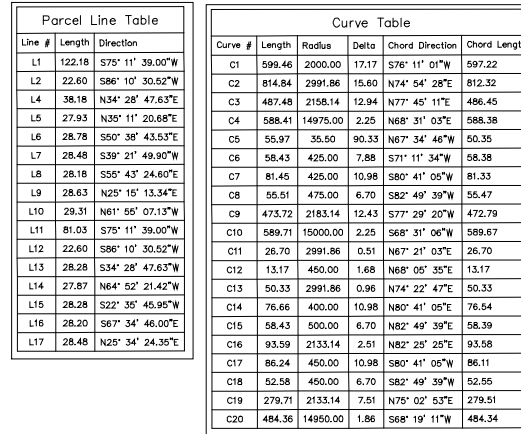 Parcel Line Table
Line # Length Direction
L1 122.18 S75° 11' 39.00"W
L2 22.60 S86° 10' 30.52"W
L4 38.18 N34° 28' 47.63"E
L5 27.93 N35° 11' 20.68"E
L6 28.78 S50° 38' 43.53"E
L7 28.48 S39° 21' 49.90"W
L8 28.18 S55° 43' 24.60"E
L9 28.63 N25° 15' 13.34"E
L10 29.31 N61° 55' 07.13"W
L11 81.03 S75° 11' 39.00"W
L12 22.60 S86° 10' 30.52"W
L13 28.28 S34° 28' 47.63"W
L14 27.87 N64° 52' 21.42"W
L15 28.28 S22° 35' 45.95"W
L16 28.20 S67° 34' 46.00"E
L17 28.48 N25° 34' 24.35"E
Curve Table
Curve # Length Radius Delta Chord Direction Chord Length
C1 599.46 2000.00 17.17 S76° 11' 01"W 597.22
C2 814.84 2991.86 15.60 N74° 54' 28"E 812.32
C3 487.48 2158.14 12.94 N77° 45' 11"E 486.45
C4 588.41 14975.00 2.25 N68° 31' 03"E 588.38
C5 55.97 35.50 90.33 N67° 34' 46"W 50.35
C6 58.43 425.00 7.88 S71° 11' 34"W 58.38
C7 81.45 425.00 10.98 S80° 41' 05"W 81.33
C8 55.51 475.00 6.70 S82° 49' 39"W 55.47
C9 473.72 2183.14 12.43 S77° 29' 20"W 472.79
C10 589.71 15000.00 2.25 S68° 31' 06"W 589.67
C11 26.70 2991.86 0.51 N67° 21' 03"E 26.70
C12 13.17 450.00 1.68 N68° 05' 35"E 13.17
C13 50.33 2991.86 0.96 N74° 22' 47"E 50.33
C14 76.66 400.00 10.98 N80° 41' 05"E 76.54
C15 58.43 500.00 6.70 N82° 49' 39"E 58.39
C16 93.59 2133.14 2.51 N82° 25' 25"E 93.58
C17 86.24 450.00 10.98 S80° 41' 05"W 86.11
C18 52.58 450.00 6.70 S82° 49' 39"W 52.55
C19 279.71 2133.14 7.51 N75° 02' 53"E 279.51
C20 484.36 14950.00 1.86 S68° 19' 11"W 484.34